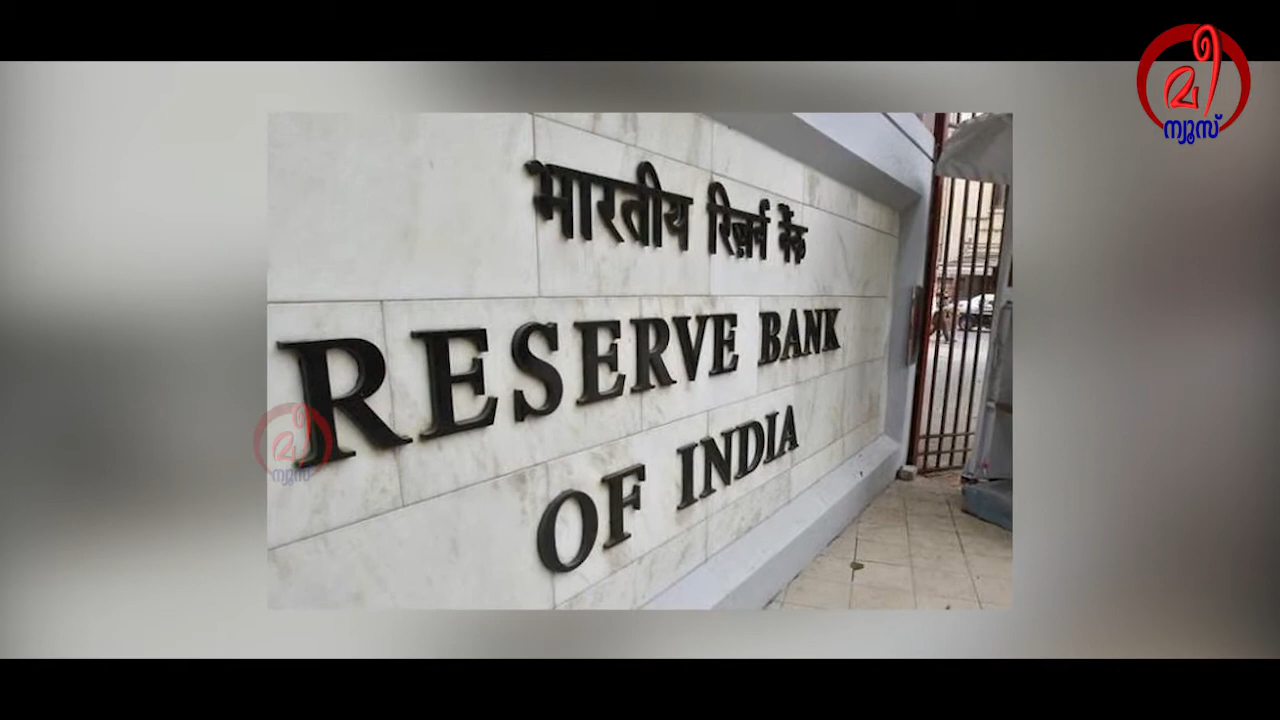 മീ
ന്യൂസ്
भारतीय रिज़र्व बैंक
RESERVE BANK
OF INDIA
മീ
ന്യൂസ്